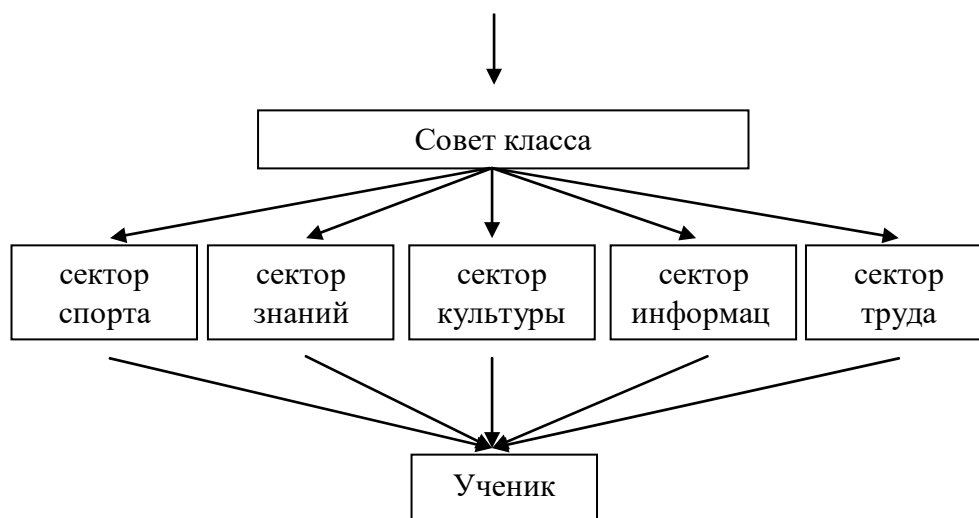 Совет класса
сектор
спорта
сектор
знаний
сектор
культуры
сектор
информац
сектор
труда
Ученик